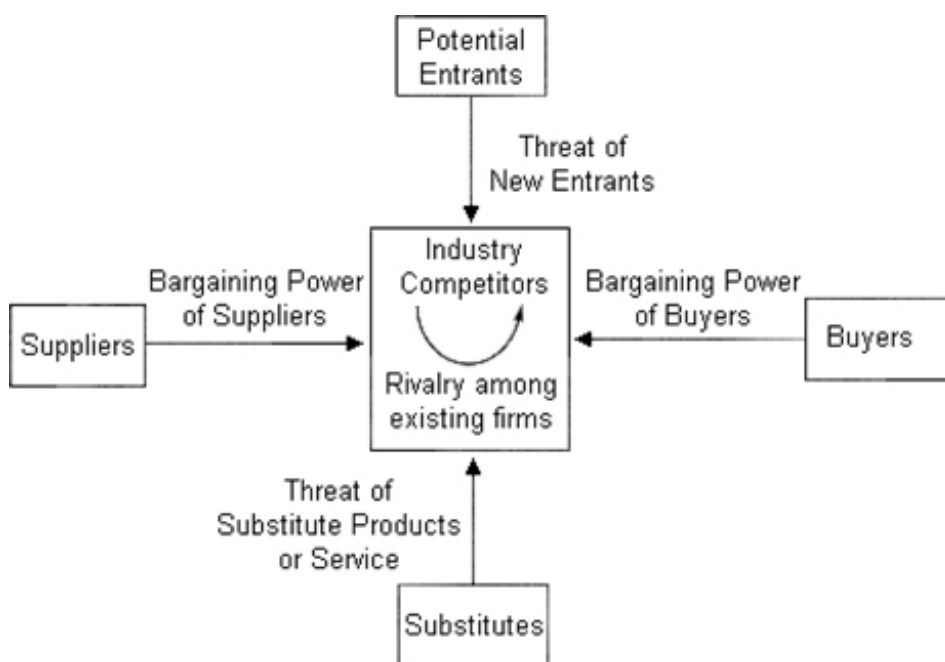 Potential
Entrants
Threat of
New Entrants
Industry
Competitors
Bargaining Power
of Suppliers
Bargaining Power
of Buyers
Suppliers
Buyers
Rivalry among
existing firms
Threat of
Substitute Products
or Service
Substitutes